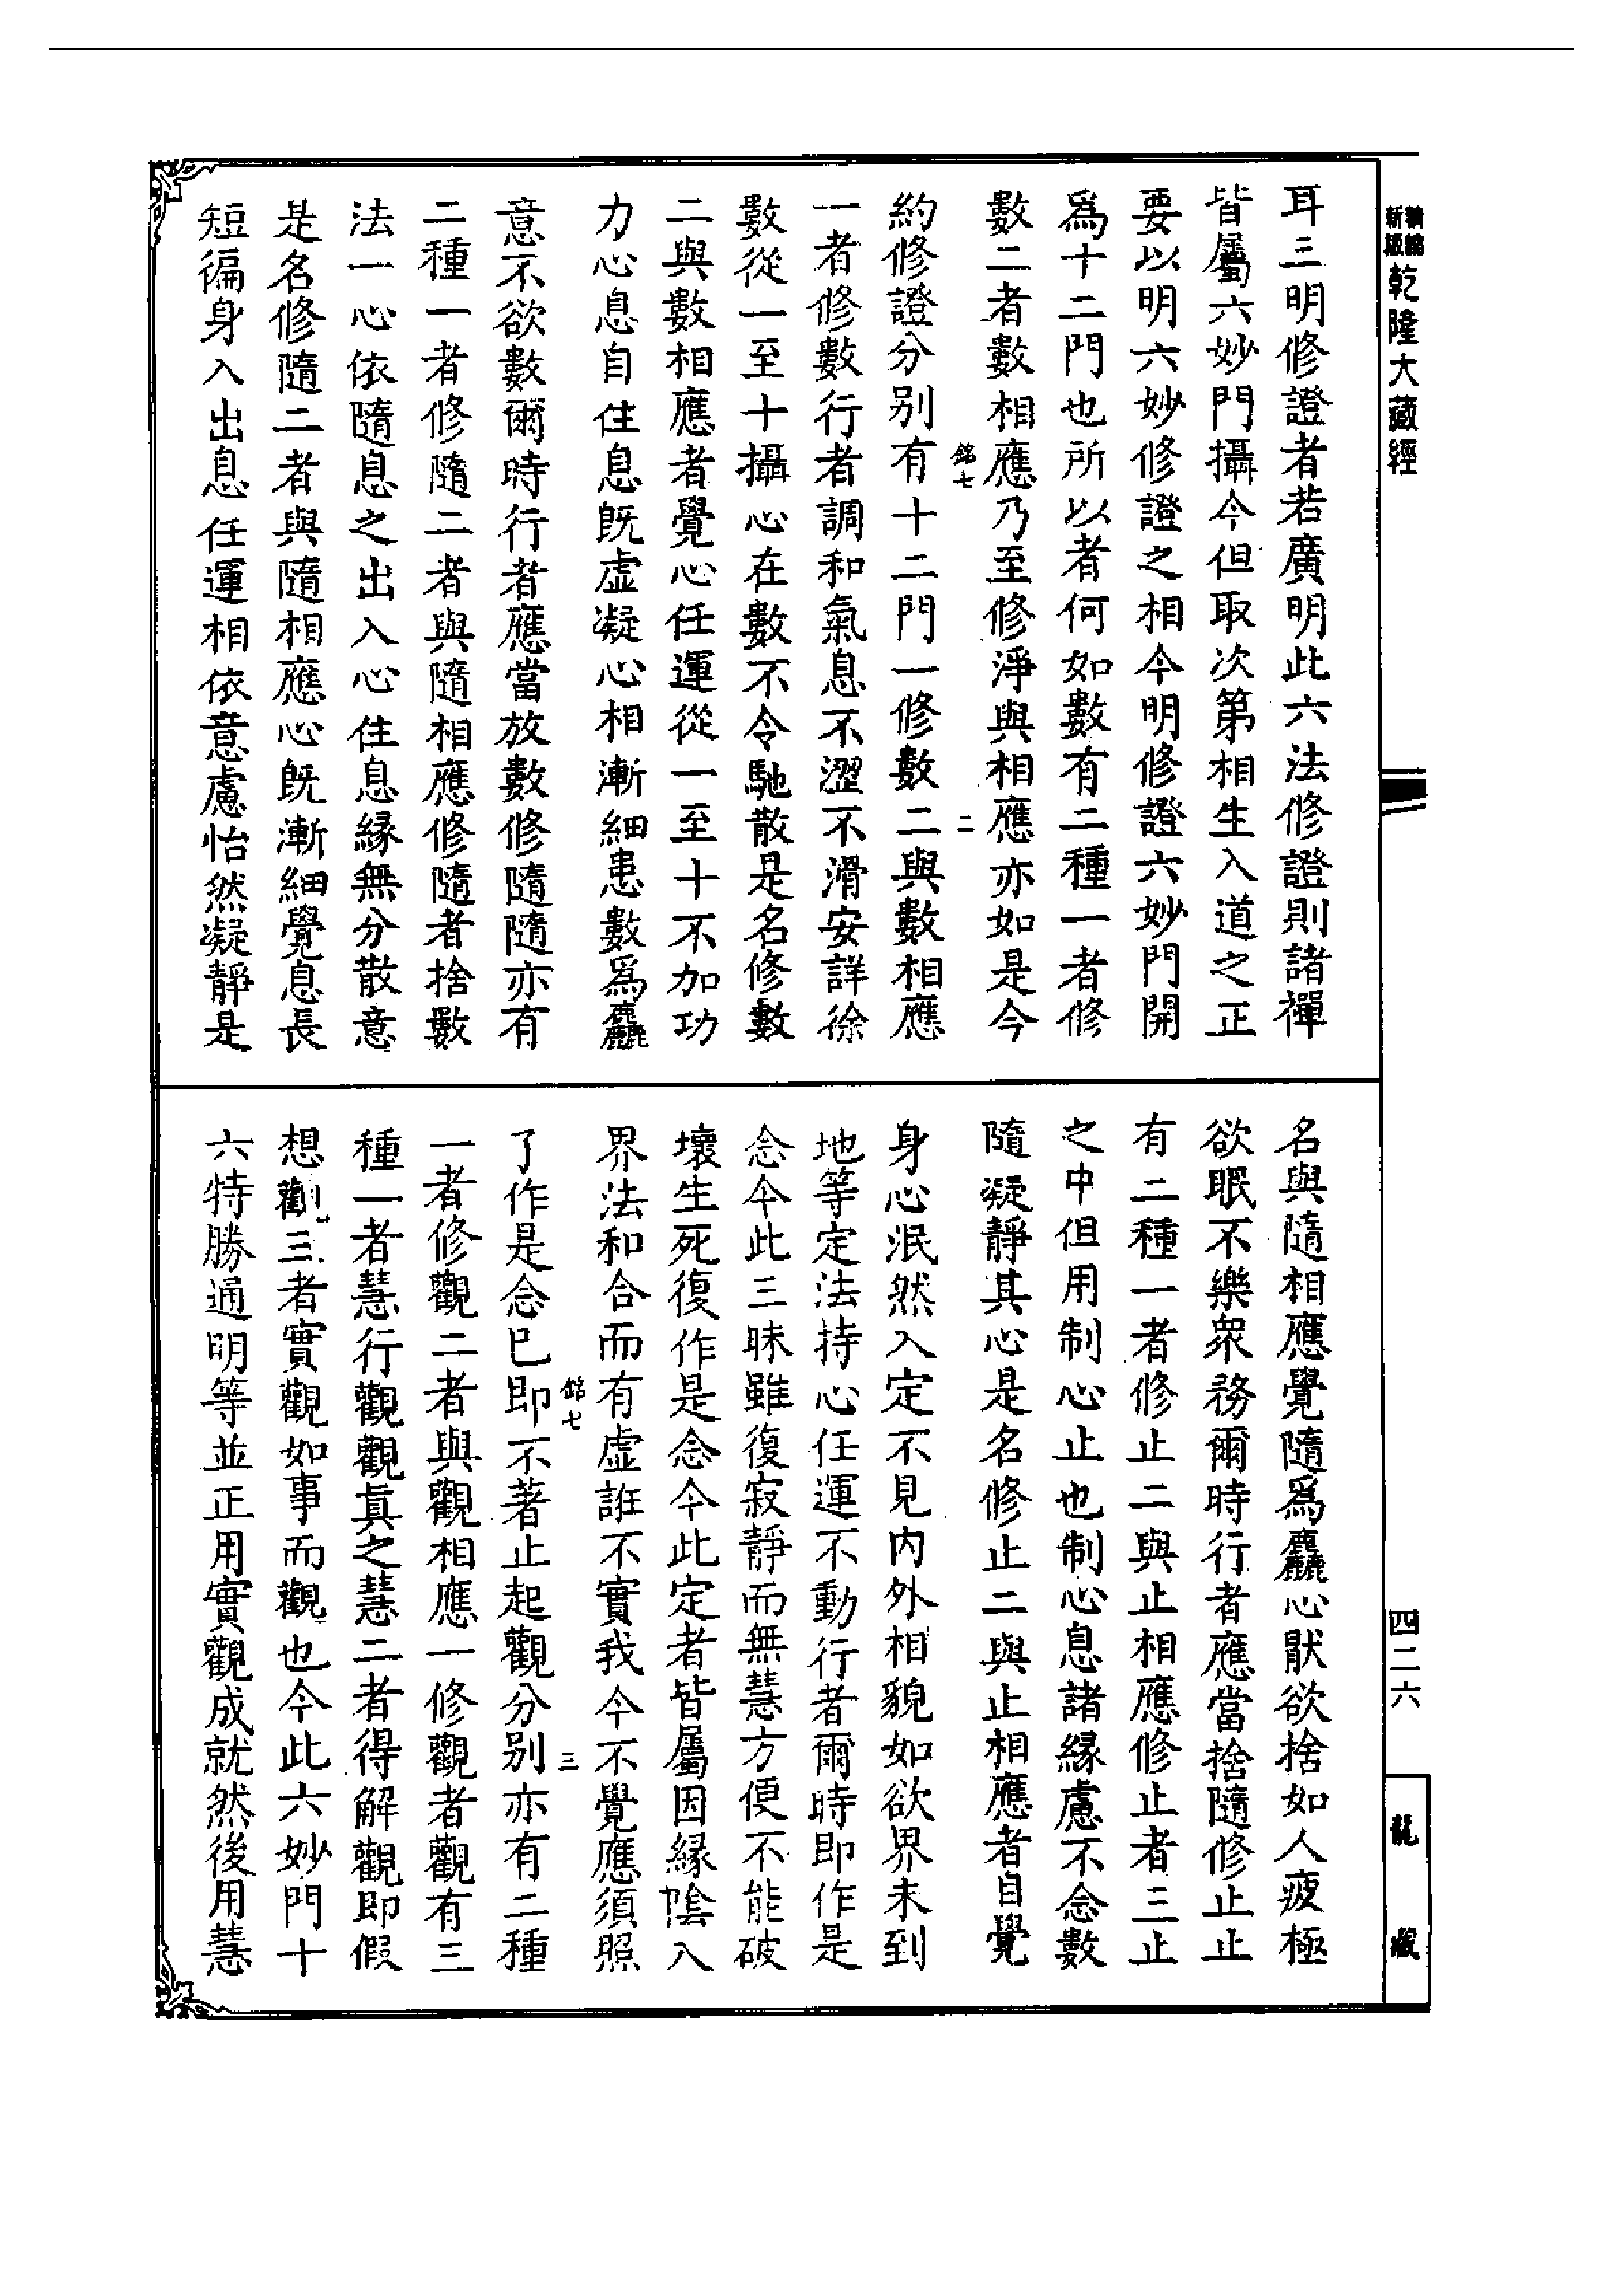 新編縮版
乾隆大藏經
耳三明修證者若廣明此六法修證則諸禪
皆屬六妙門攝今但取次第相生入道之正
要以明六妙修證之相今明修證六妙門開
爲十二門也所以者何如數有二種一者修
數二者數相應乃至修淨與相應亦如是今
錦七
二
約修證分别有十二門一修數二與數相應
一者修數行者調和氣息不澀不滑安詳徐
數從一至十攝心在數不令馳散是名修數
二與數相應者覺心任運從一至十不加功
力心息自住息既虛凝心相漸細患數爲麤
意不欲數爾時行者應當放數修隨隨亦有
二種一者修隨二者與隨相應修隨者捨數
法一心依隨息之出入心住息緣無分散意
是名修隨二者與隨相應心既漸細覺息長
短徧身入出息任運相依意慮怡然凝靜是
名與隨相應覺隨爲麤心厭欲捨如人疲極
欲眠不樂衆務爾時行者應當捨隨修止止
有二種一者修止二與止相應修止者三止
之中但用制心止也制心息諸緣慮不念數
隨凝靜其心是名修止二與止相應者自覺
身心泯然入定不見内外相貌如欲界未到
地等定法持心任運不動行者爾時即作是
念今此三昧雖復寂靜而無慧方便不能破
壞生死復作是念今此定者皆屬因緣陰入
界法和合而有虛誑不實我今不覺應須照
錦七
三
了作是念已即不著止起觀分别亦有二種
一者修觀二者與觀相應一修觀者觀有三
種一者慧行觀觀眞之慧二者得解觀即假
想觀三者實觀如事而觀也今此六妙門十
六特勝通明等並正用實觀成就然後用慧
四二六
龍藏